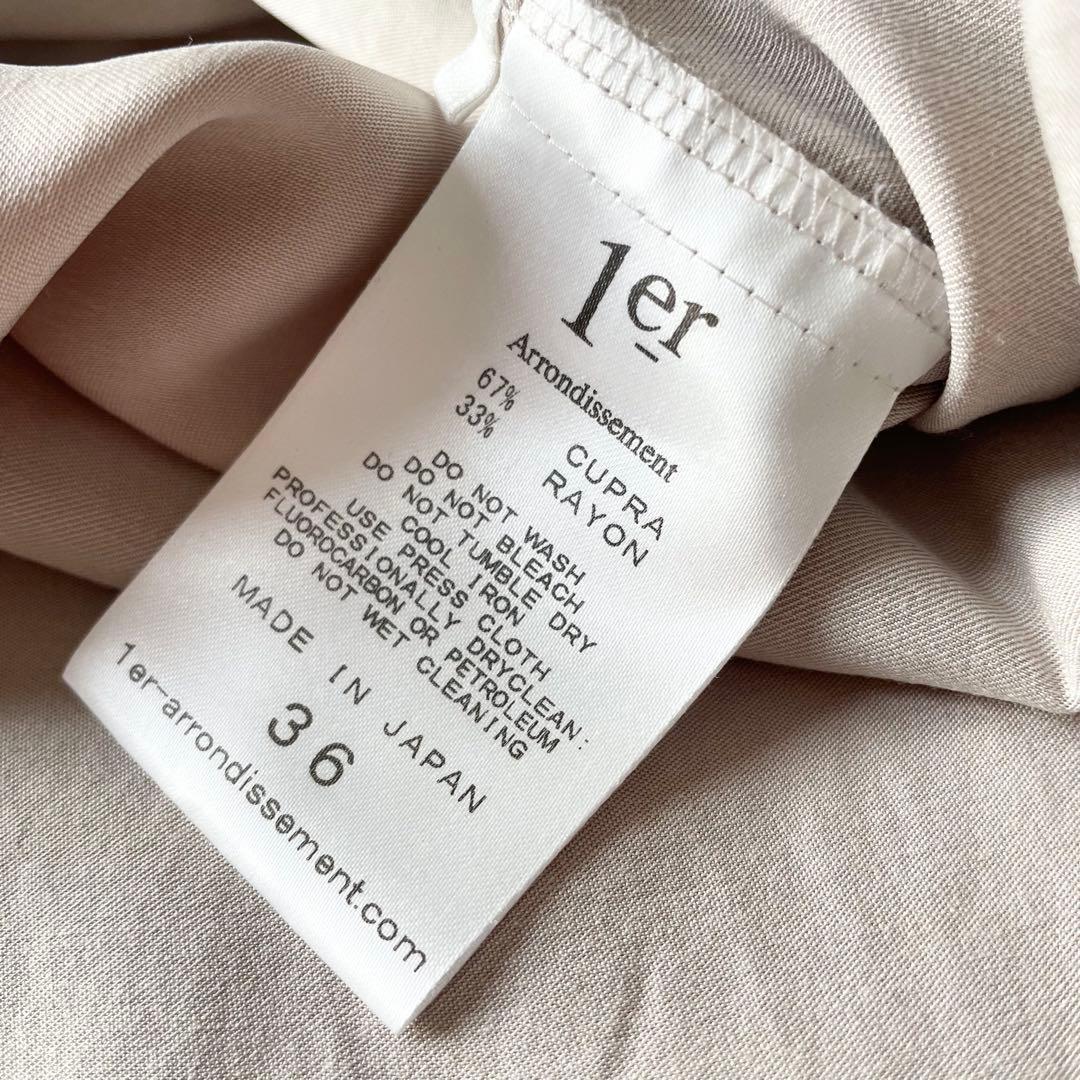 1er
Arrondissement
67% CUPRA
33% RAYON
DO NOT WASH
DO NOT BLEACH
DO NOT TUMBLE DRY
COOL IRON
USE PRESS CLOTH
PROFESSIONALLY DRYCLEAN:
FLUOROCARBON OR PETROLEUM
DO NOT WET CLEANING
MADE IN JAPAN
36
1er-arrondissement.com